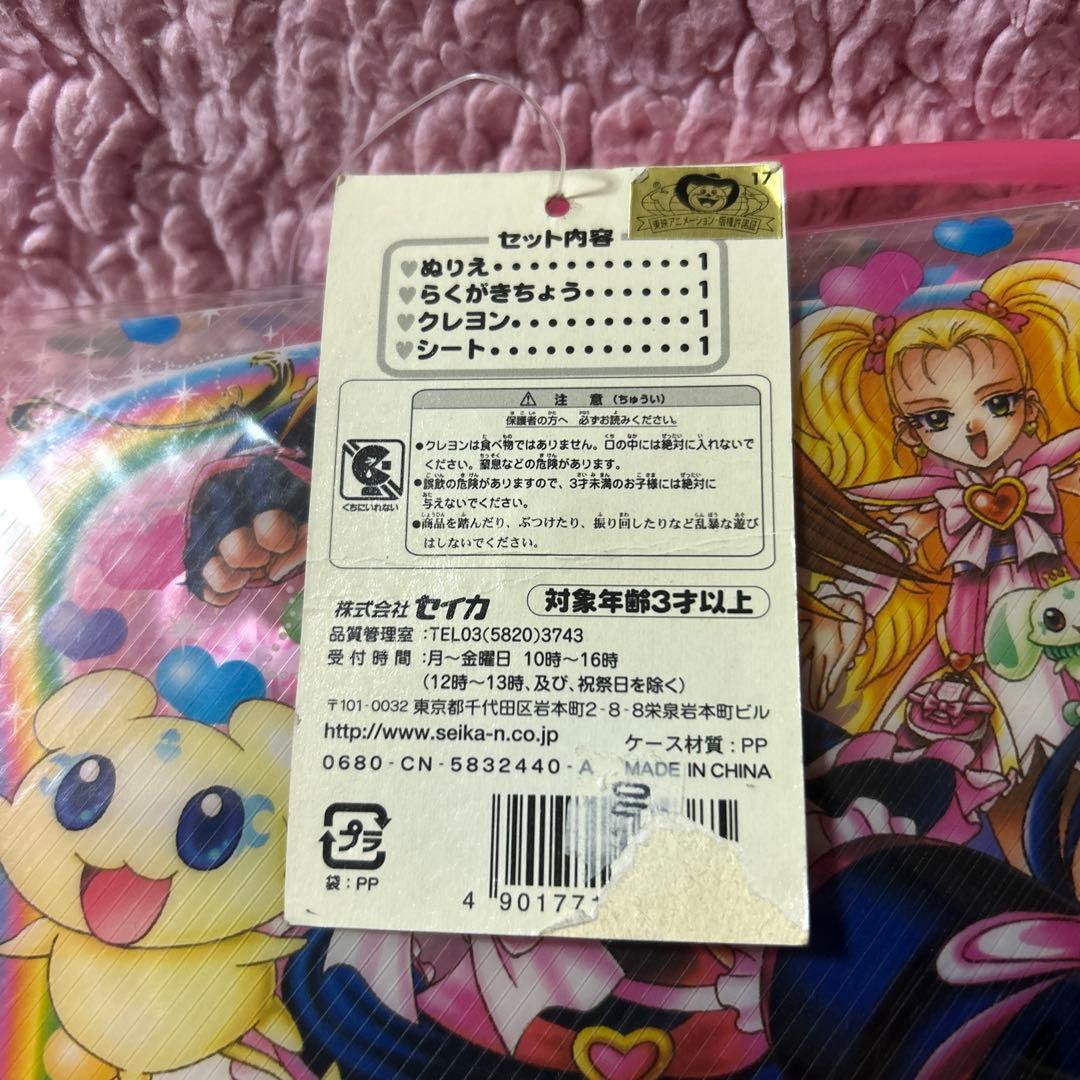 17
東映アニメーション・版権許諾証
セット内容
♥ぬりえ・・・・・・・・・・・1
♥らくがきちょう・・・・・・1
♥クレヨン・・・・・・・・・・1
♥シート・・・・・・・・・・・1
⚠ 注 意 (ちゅうい)
保護者の方へ 必ずお読みください。
●クレヨンは食べ物ではありません。口の中には絶対に入れないで
ください。窒息などの危険があります。
●誤飲の危険がありますので、3才未満のお子様には絶対に
与えないでください。
●商品を踏んだり、ぶつけたり、振り回したりなど乱暴な遊び
はしないでください。
くちにいれない
株式会社 セイカ
対象年齢3才以上
品質管理室:TEL03(5820)3743
受付時間:月~金曜日 10時~16時
(12時~13時、及び、祝祭日を除く)
〒101-0032 東京都千代田区岩本町2-8-8栄泉岩本町ビル
http://www.seika-n.co.jp
ケース材質:PP
0680-CN-5832440-A
MADE IN CHINA
プラ
袋:PP
4 90177